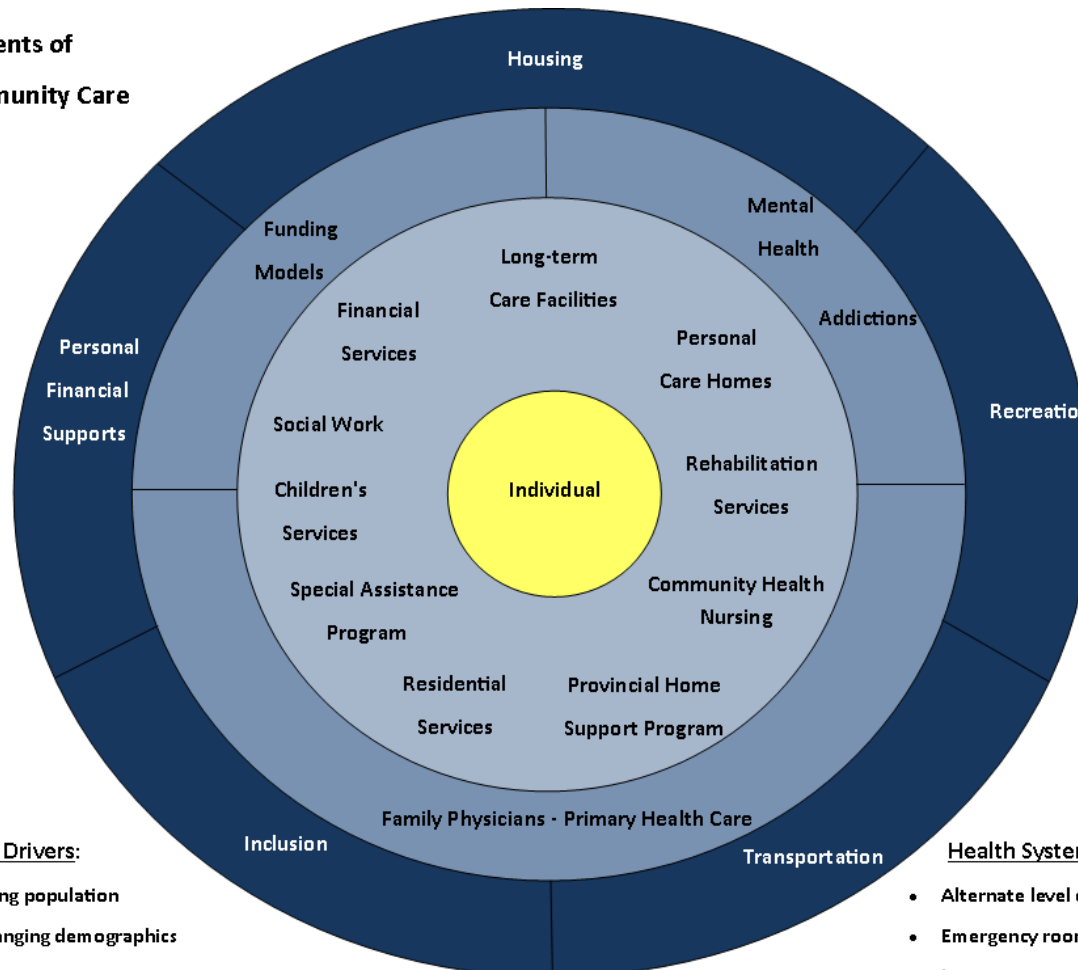 ents of
munity Care
Housing
Funding
Models
Mental
Health
Long-term
Care Facilities
Financial
Services
Addictions
Personal
Care Homes
Personal
Financial
Supports
Recreatio
Social Work
Rehabilitation
Services
Individual
Children's
Services
Special Assistance
Program
Community Health
Nursing
Residential
Services
Provincial Home
Support Program
Family Physicians - Primary Health Care
Inclusion
Transportation
Drivers:
ng population
anging demographics
Health Syste
• Alternate level
• Emergency roo